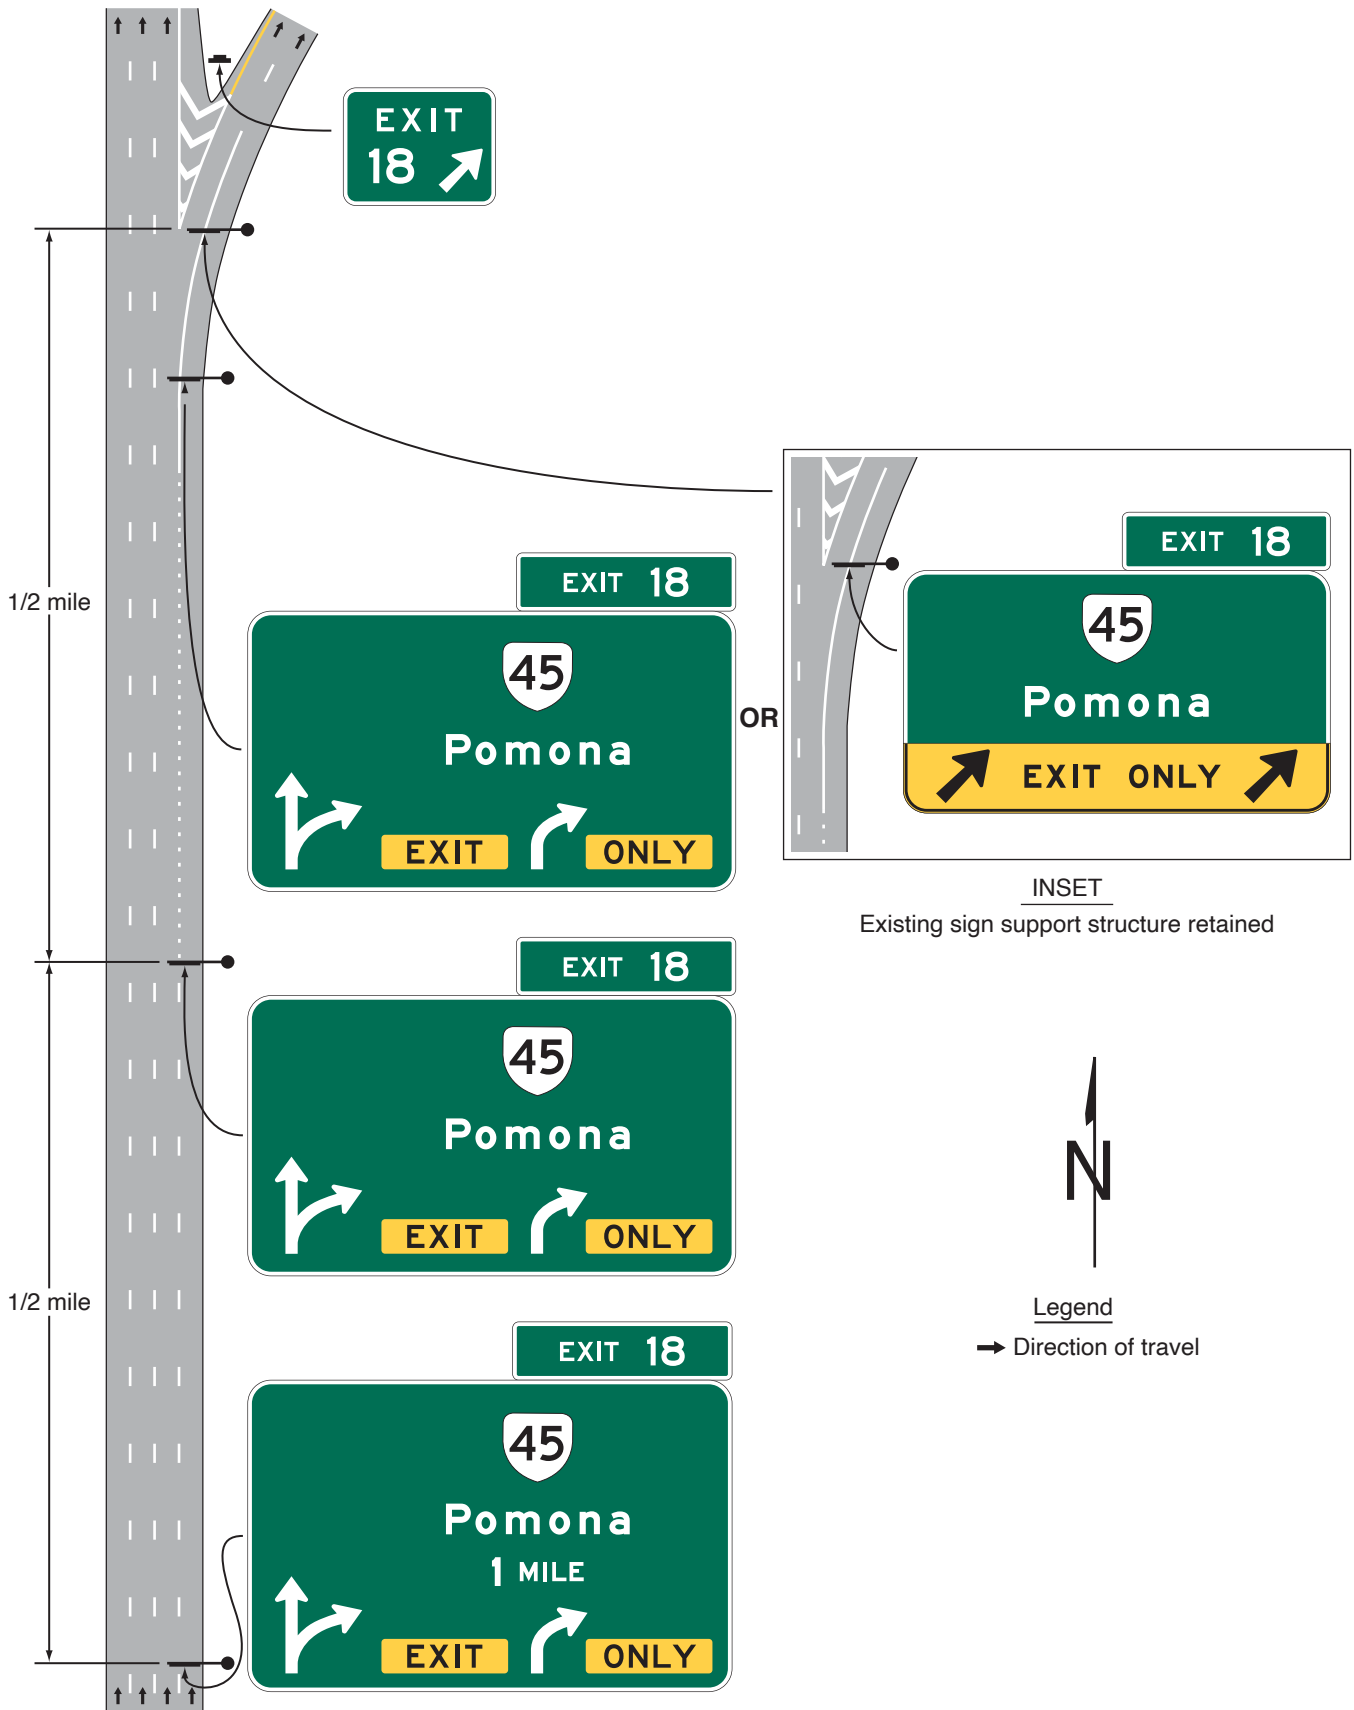 EXIT
18
1/2 mile
EXIT 18
45
Pomona
EXIT ONLY
OR
EXIT 18
45
Pomona
EXIT ONLY
INSET
Existing sign support structure retained
EXIT 18
45
Pomona
EXIT ONLY
N
1/2 mile
Legend
Direction of travel
EXIT 18
45
Pomona
1 MILE
EXIT ONLY